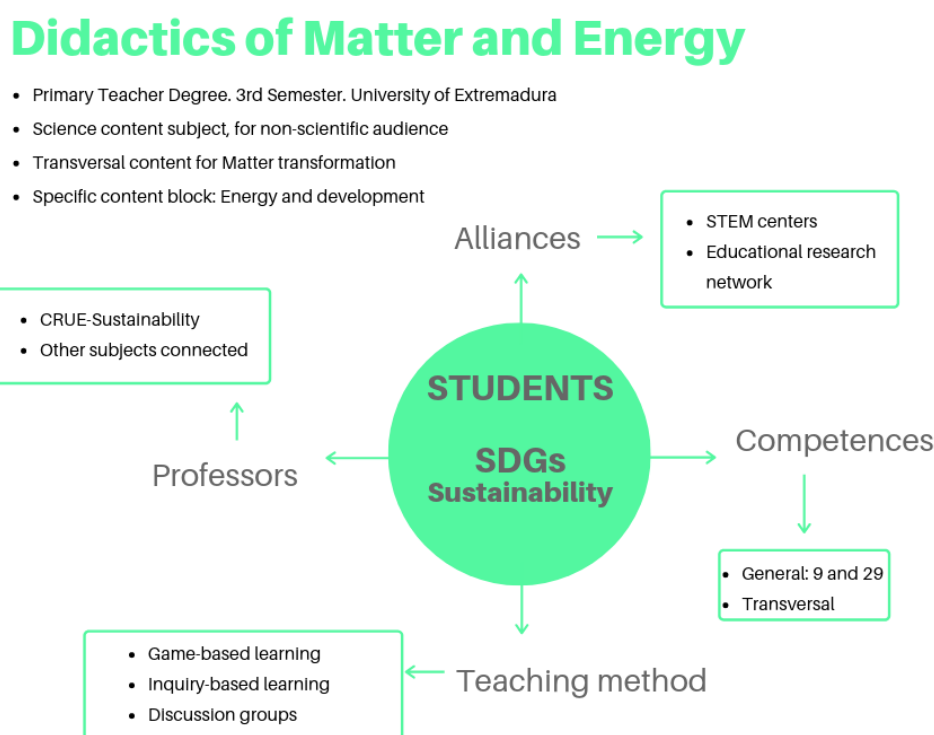 Didactics of Matter and Energy
• Primary Teacher Degree. 3rd Semester. University of Extremadura
• Science content subject, for non-scientific audience
• Transversal content for Matter transformation
• Specific content block: Energy and development
Alliances
• STEM centers
• Educational research
network
• CRUE-Sustainability
• Other subjects connected
STUDENTS
SDGs
Sustainability
Professors
Competences
• General: 9 and 29
• Transversal
Teaching method
• Game-based learning
• Inquiry-based learning
• Discussion groups